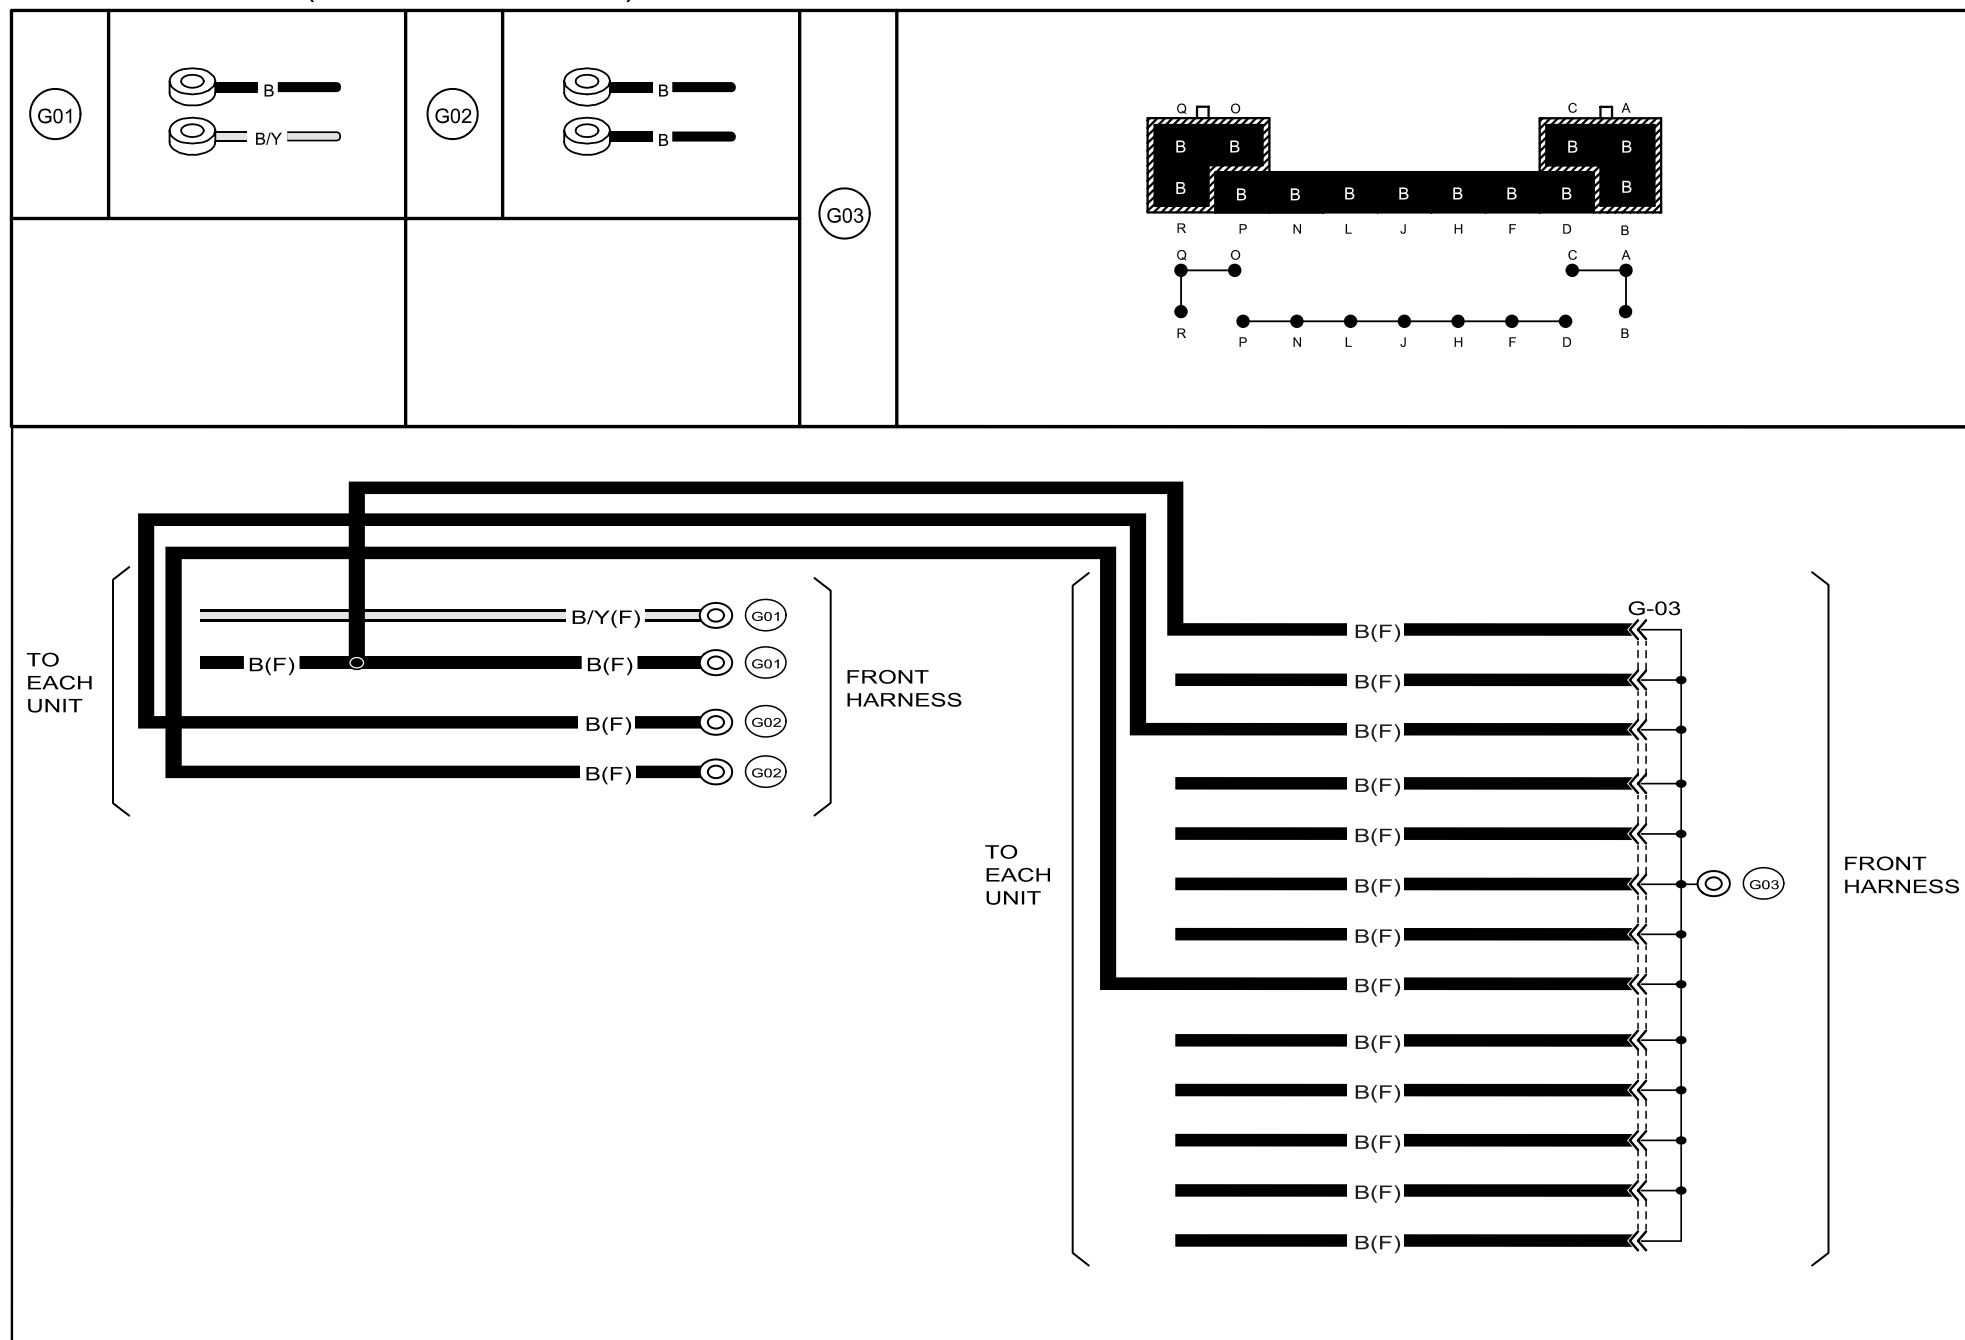 G01
B
B/Y
G02
B
B
G03
Q O C A
B B B B
B B
B B B B B B B
R P N L J H F D B
Q O C A
R P N L J H F D B
B/Y(F) G01
B(F) B(F) G01
B(F) G02
B(F) G02
TO
EACH
UNIT
FRONT
HARNESS
G-03
B(F)
B(F)
B(F)
B(F)
B(F)
B(F)
B(F)
B(F)
B(F)
B(F)
B(F)
B(F)
B(F)
TO
EACH
UNIT
G03
FRONT
HARNESS